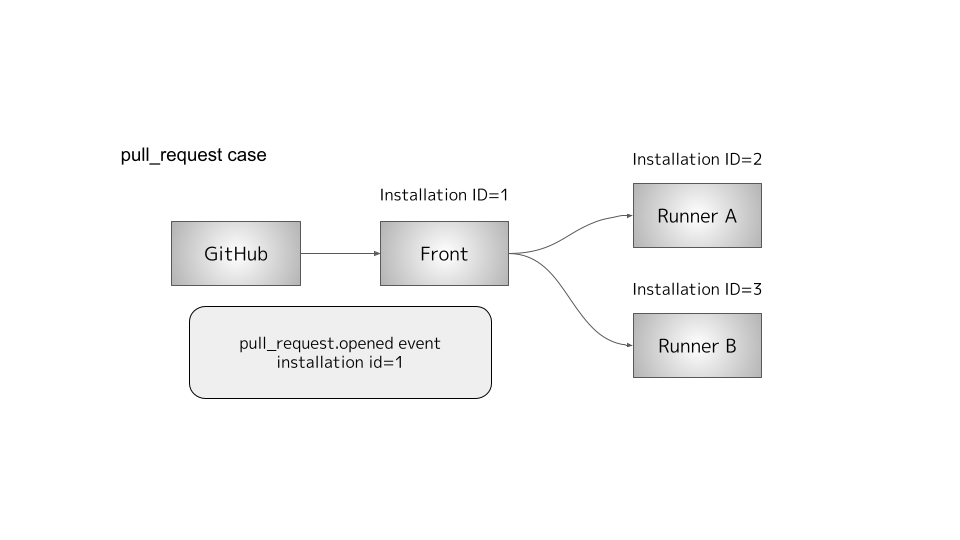 pull_request case
Installation ID=2
Installation ID=1
Runner A
GitHub
Front
Installation ID=3
pull_request.opened event
installation id=1
Runner B